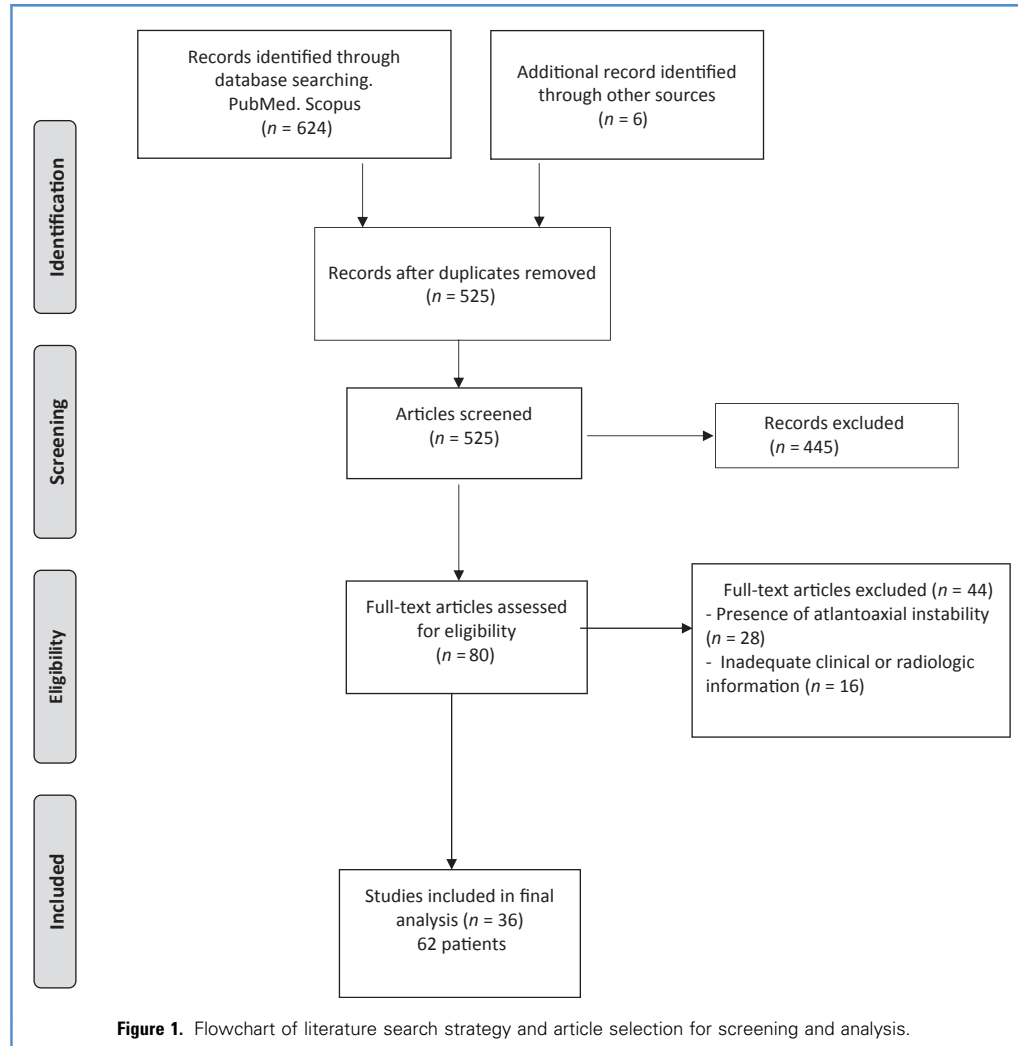 Records identified through
database searching.
PubMed. Scopus
(n = 624)
Additional record identified
through other sources
(n = 6)
Identification
Records after duplicates removed
(n = 525)
Screening
Articles screened
(n = 525)
Records excluded
(n = 445)
Eligibility
Full-text articles assessed
for eligibility
(n = 80)
Full-text articles excluded (n = 44)
- Presence of atlantoaxial instability
(n = 28)
- Inadequate clinical or radiologic
information (n = 16)
Included
Studies included in final
analysis (n = 36)
62 patients
Figure 1. Flowchart of literature search strategy and article selection for screening and analysis.